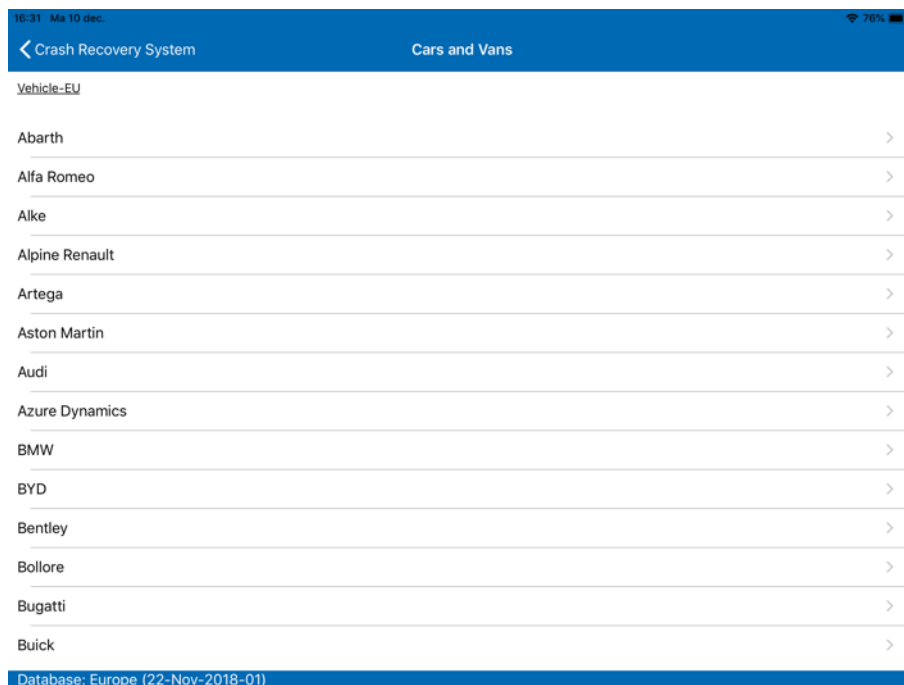 16:31 Ma 10 dec. 76%
Crash Recovery System Cars and Vans
Vehicle-EU
Abarth
Alfa Romeo
Alke
Alpine Renault
Artega
Aston Martin
Audi
Azure Dynamics
BMW
BYD
Bentley
Bollore
Bugatti
Buick
Database: Europe (22-Nov-2018-01)